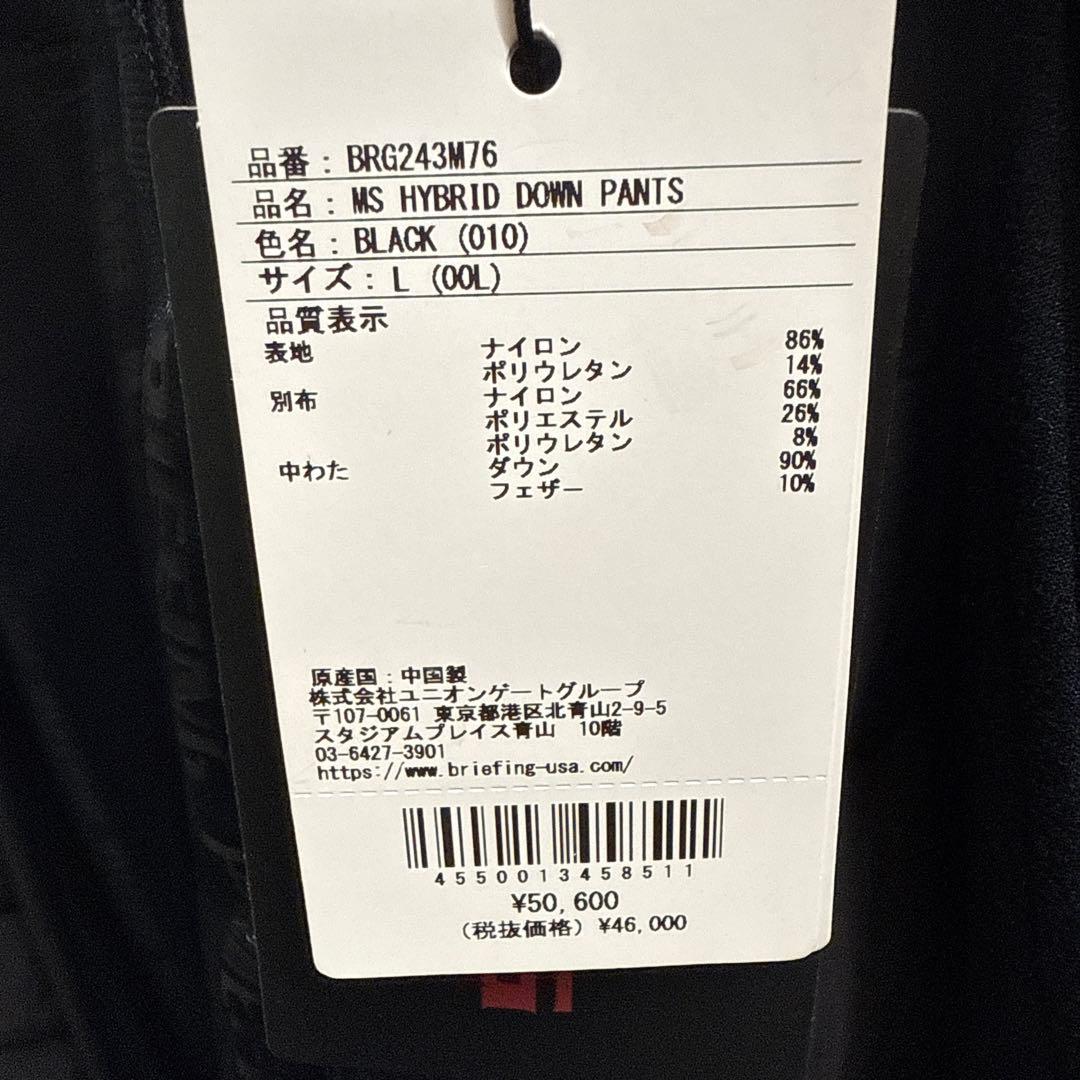 品番：BRG243M76
品名：MS HYBRID DOWN PANTS
色名：BLACK (010)
サイズ：L (00L)
品質表示
表地 ナイロン 86%
ポリウレタン 14%
別布 ナイロン 66%
ポリエステル 26%
ポリウレタン 8%
中わた ダウン 90%
フェザー 10%
原産国：中国製
株式会社ユニオンゲートグループ
〒107-0061 東京都港区北青山2-9-5
スタジアムプレイス青山 10階
03-6427-3901
https://www.briefing-usa.com/
4550013458511
¥50,600
(税抜価格) ¥46,000